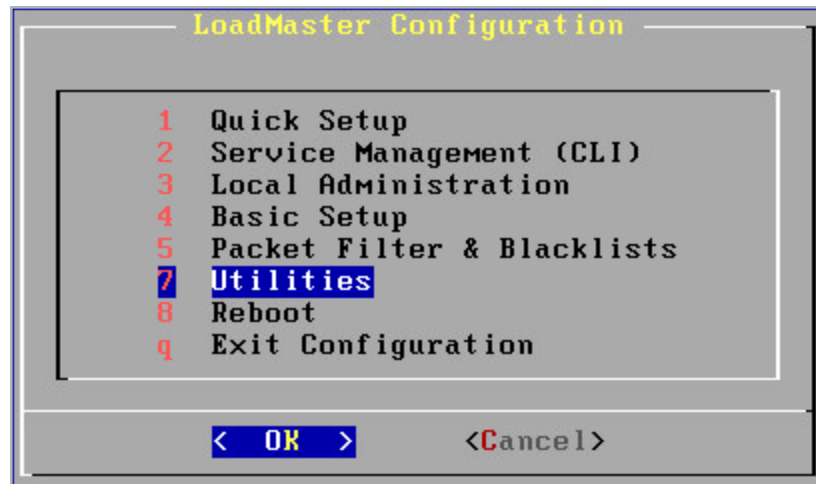 LoadMaster Configuration
1 Quick Setup
2 Service Management (CLI)
3 Local Administration
4 Basic Setup
5 Packet Filter & Blacklists
7 Utilities
8 Reboot
q Exit Configuration
< OK > <Cancel>